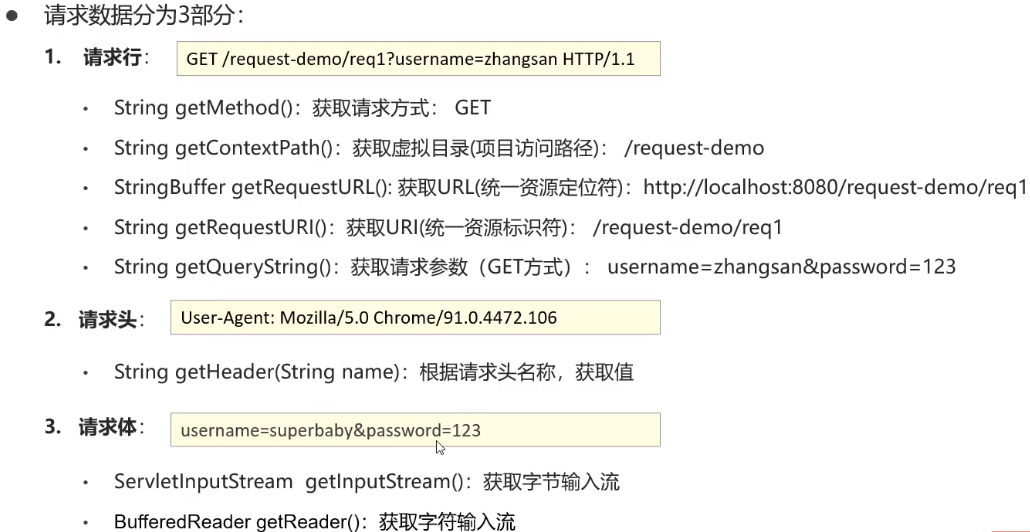 ● 请求数据分为3部分：
1. 请求行： GET /request-demo/req1?username=zhangsan HTTP/1.1
• String getMethod()：获取请求方式： GET
• String getContextPath()：获取虚拟目录(项目访问路径)： /request-demo
• StringBuffer getRequestURL(): 获取URL(统一资源定位符)：http://localhost:8080/request-demo/req1
• String getRequestURI()：获取URI(统一资源标识符)： /request-demo/req1
• String getQueryString()：获取请求参数（GET方式）： username=zhangsan&password=123
2. 请求头： User-Agent: Mozilla/5.0 Chrome/91.0.4472.106
• String getHeader(String name)：根据请求头名称，获取值
3. 请求体： username=superbaby&password=123
• ServletInputStream getInputStream()：获取字节输入流
• BufferedReader getReader()：获取字符输入流